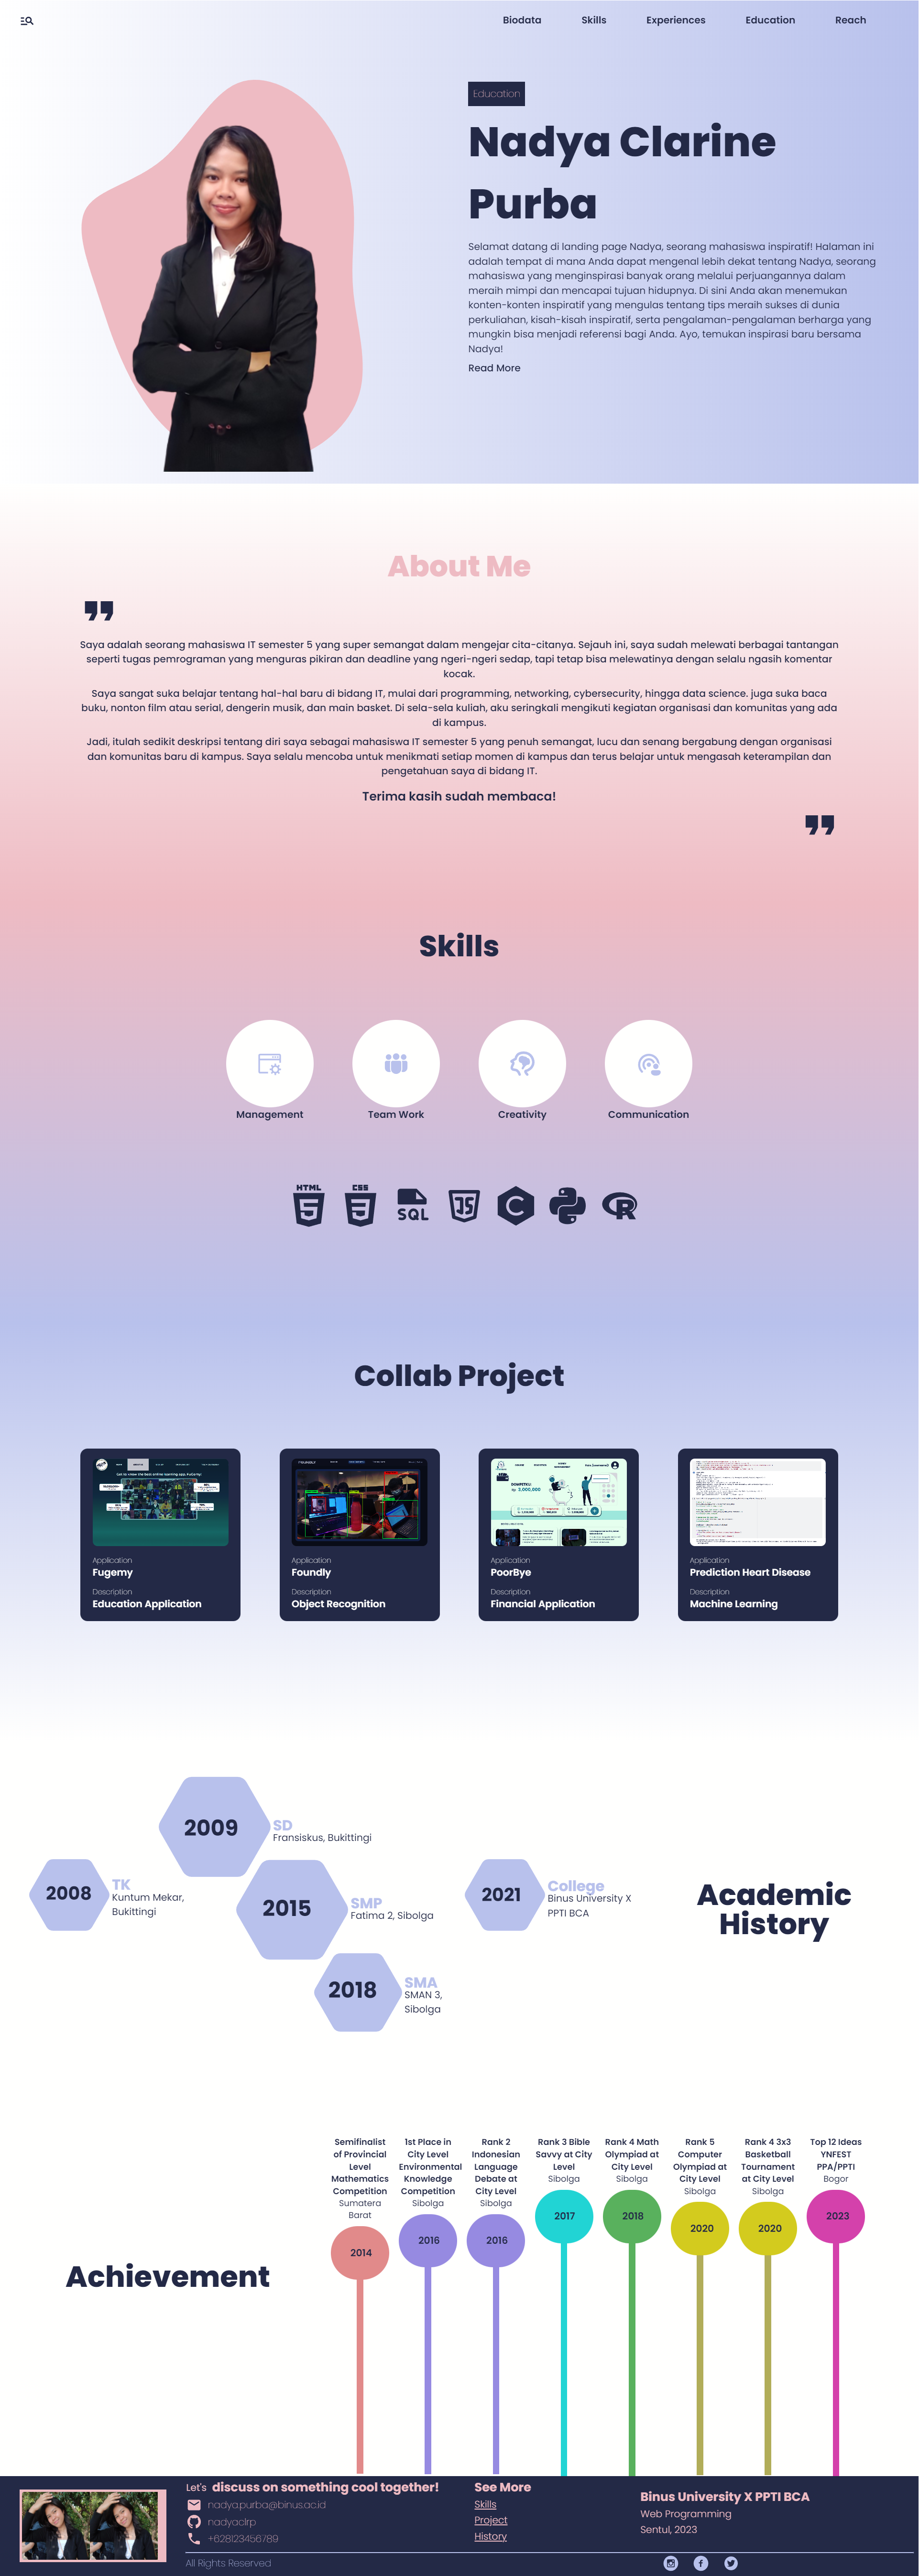 Biodata
Skills
Experiences
Education
Reach
Education
Nadya Clarine
Purba
Selamat datang di landing page Nadya, seorang mahasiswa inspiratif! Halaman ini
adalah tempat di mana Anda dapat mengenal lebih dekat tentang Nadya, seorang
mahasiswa yang menginspirasi banyak orang melalui perjuangannya dalam
meraih mimpi dan mencapai tujuan hidupnya. Di sini Anda akan menemukan
konten-konten inspiratif yang mengulas tentang tips meraih sukses di dunia
perkuliahan, kisah-kisah inspiratif, serta pengalaman-pengalaman berharga yang
mungkin bisa menjadi referensi bagi Anda. Ayo, temukan inspirasi baru bersama
Nadya!
Read More
About Me
Saya adalah seorang mahasiswa IT semester 5 yang super semangat dalam mengejar cita-citanya. Sejauh ini, saya sudah melewati berbagai tantangan
seperti tugas pemrograman yang menguras pikiran dan deadline yang ngeri-ngeri sedap, tapi tetap bisa melewatinya dengan selalu ngasih komentar
kocak.
Saya sangat suka belajar tentang hal-hal baru di bidang IT, mulai dari programming, networking, cybersecurity, hingga data science. juga suka baca
buku, nonton film atau serial, dengerin musik, dan main basket. Di sela-sela kuliah, aku seringkali mengikuti kegiatan organisasi dan komunitas yang ada
di kampus.
Jadi, itulah sedikit deskripsi tentang diri saya sebagai mahasiswa IT semester 5 yang penuh semangat, lucu dan senang bergabung dengan organisasi
dan komunitas baru di kampus. Saya selalu mencoba untuk menikmati setiap momen di kampus dan terus belajar untuk mengasah keterampilan dan
pengetahuan saya di bidang IT.
Terima kasih sudah membaca!
Skills
Management
Team Work
Creativity
Communication
HTML
CSS
SQL
JS
C
R
Collab Project
Application
Fugemy
Description
Education Application
Application
Foundly
Description
Object Recognition
Application
PoorBye
Description
Financial Application
Application
Prediction Heart Disease
Description
Machine Learning
2009
SD
Fransiskus, Bukittingi
2008
TK
Kuntum Mekar,
Bukittingi
2015
SMP
Fatima 2, Sibolga
2018
SMA
SMAN 3,
Sibolga
2021
College
Binus University X
PPTI BCA
Academic
History
Achievement
Semifinalist
of Provincial
Level
Mathematics
Competition
Sumatera
Barat
2014
1st Place in
City Level
Environmental
Knowledge
Competition
Sibolga
2016
Rank 2
Indonesian
Language
Debate at
City Level
Sibolga
2016
Rank 3 Bible
Savvy at City
Level
Sibolga
2017
Rank 4 Math
Olympiad at
City Level
Sibolga
2018
Rank 5
Computer
Olympiad at
City Level
Sibolga
2020
Rank 4 3x3
Basketball
Tournament
at City Level
Sibolga
2020
Top 12 Ideas
YNFEST
PPA/PPTI
Bogor
2023
Let's discuss on something cool together!
nadya.purba@binus.ac.id
nadyaclrp
+628123456789
See More
Skills
Project
History
Binus University X PPTI BCA
Web Programming
Sentul, 2023
All Rights Reserved